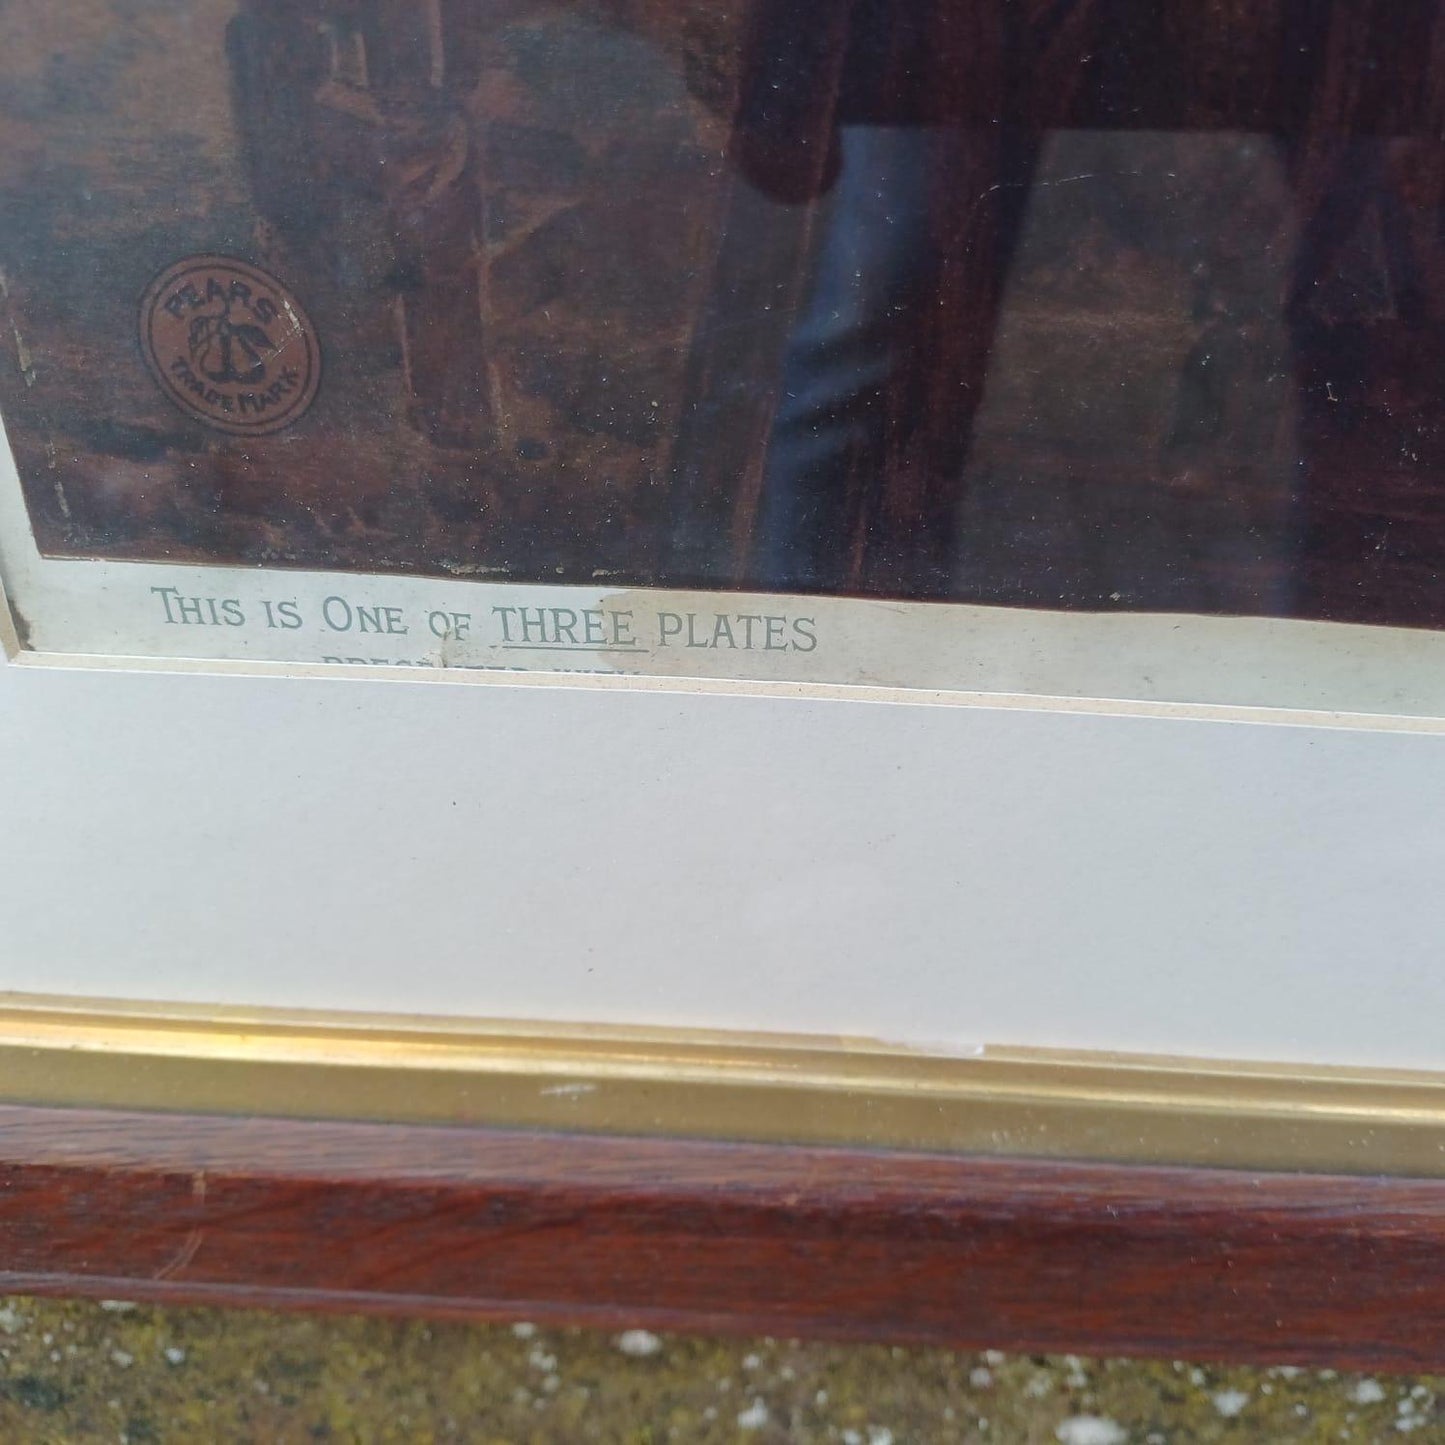 PEARS
TRADE MARK
THIS IS ONE OF THREE PLATES